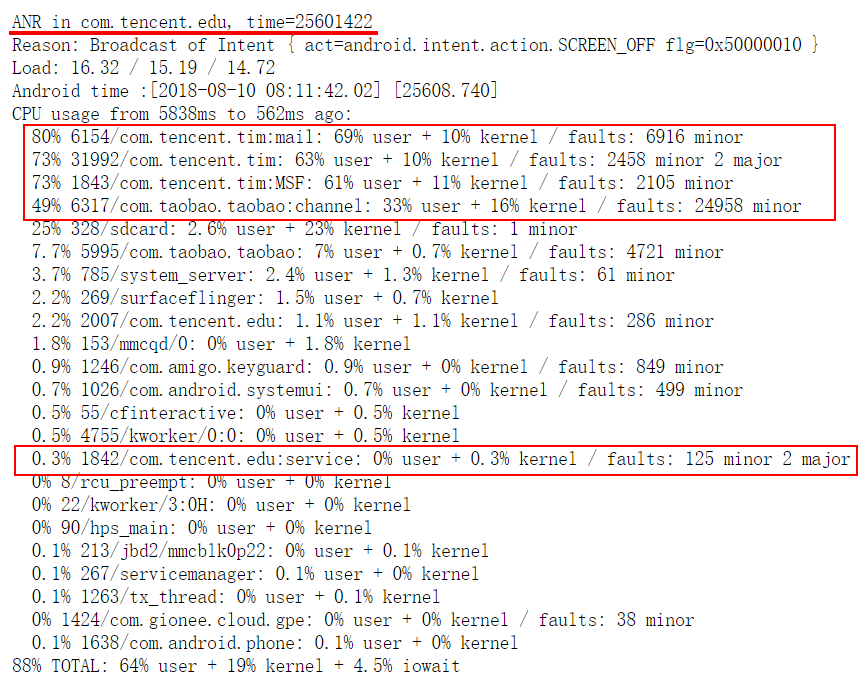 ANR in com.tencent.edu, time=25601422
Reason: Broadcast of Intent { act=android.intent.action.SCREEN_OFF flg=0x50000010 }
Load: 16.32 / 15.19 / 14.72
Android time :[2018-08-10 08:11:42.02] [25608.740]
CPU usage from 5838ms to 562ms ago:
80% 6154/com.tencent.tim:mail: 69% user + 10% kernel / faults: 6916 minor
73% 31992/com.tencent.tim: 63% user + 10% kernel / faults: 2458 minor 2 major
73% 1843/com.tencent.tim:MSF: 61% user + 11% kernel / faults: 2105 minor
49% 6317/com.taobao.taobao:channel: 33% user + 16% kernel / faults: 24958 minor
25% 328/sdcard: 2.6% user + 23% kernel / faults: 1 minor
7.7% 5995/com.taobao.taobao: 7% user + 0.7% kernel / faults: 4721 minor
3.7% 785/system_server: 2.4% user + 1.3% kernel / faults: 61 minor
2.2% 269/surfaceflinger: 1.5% user + 0.7% kernel
2.2% 2007/com.tencent.edu: 1.1% user + 1.1% kernel / faults: 286 minor
1.8% 153/mmcqd/0: 0% user + 1.8% kernel
0.9% 1246/com.amigo.keyguard: 0.9% user + 0% kernel / faults: 849 minor
0.7% 1026/com.android.systemui: 0.7% user + 0% kernel / faults: 499 minor
0.5% 55/cfinteractive: 0% user + 0.5% kernel
0.5% 4755/kworker/0:0: 0% user + 0.5% kernel
0.3% 1842/com.tencent.edu:service: 0% user + 0.3% kernel / faults: 125 minor 2 major
0% 8/rcu_preempt: 0% user + 0% kernel
0% 22/kworker/3:0H: 0% user + 0% kernel
0% 90/hps_main: 0% user + 0% kernel
0.1% 213/jbd2/mmcblk0p22: 0% user + 0.1% kernel
0.1% 267/servicemanager: 0.1% user + 0% kernel
0.1% 1263/tx_thread: 0% user + 0.1% kernel
0% 1424/com.gionee.cloud.gpe: 0% user + 0% kernel / faults: 38 minor
0.1% 1638/com.android.phone: 0.1% user + 0% kernel
88% TOTAL: 64% user + 19% kernel + 4.5% iowait